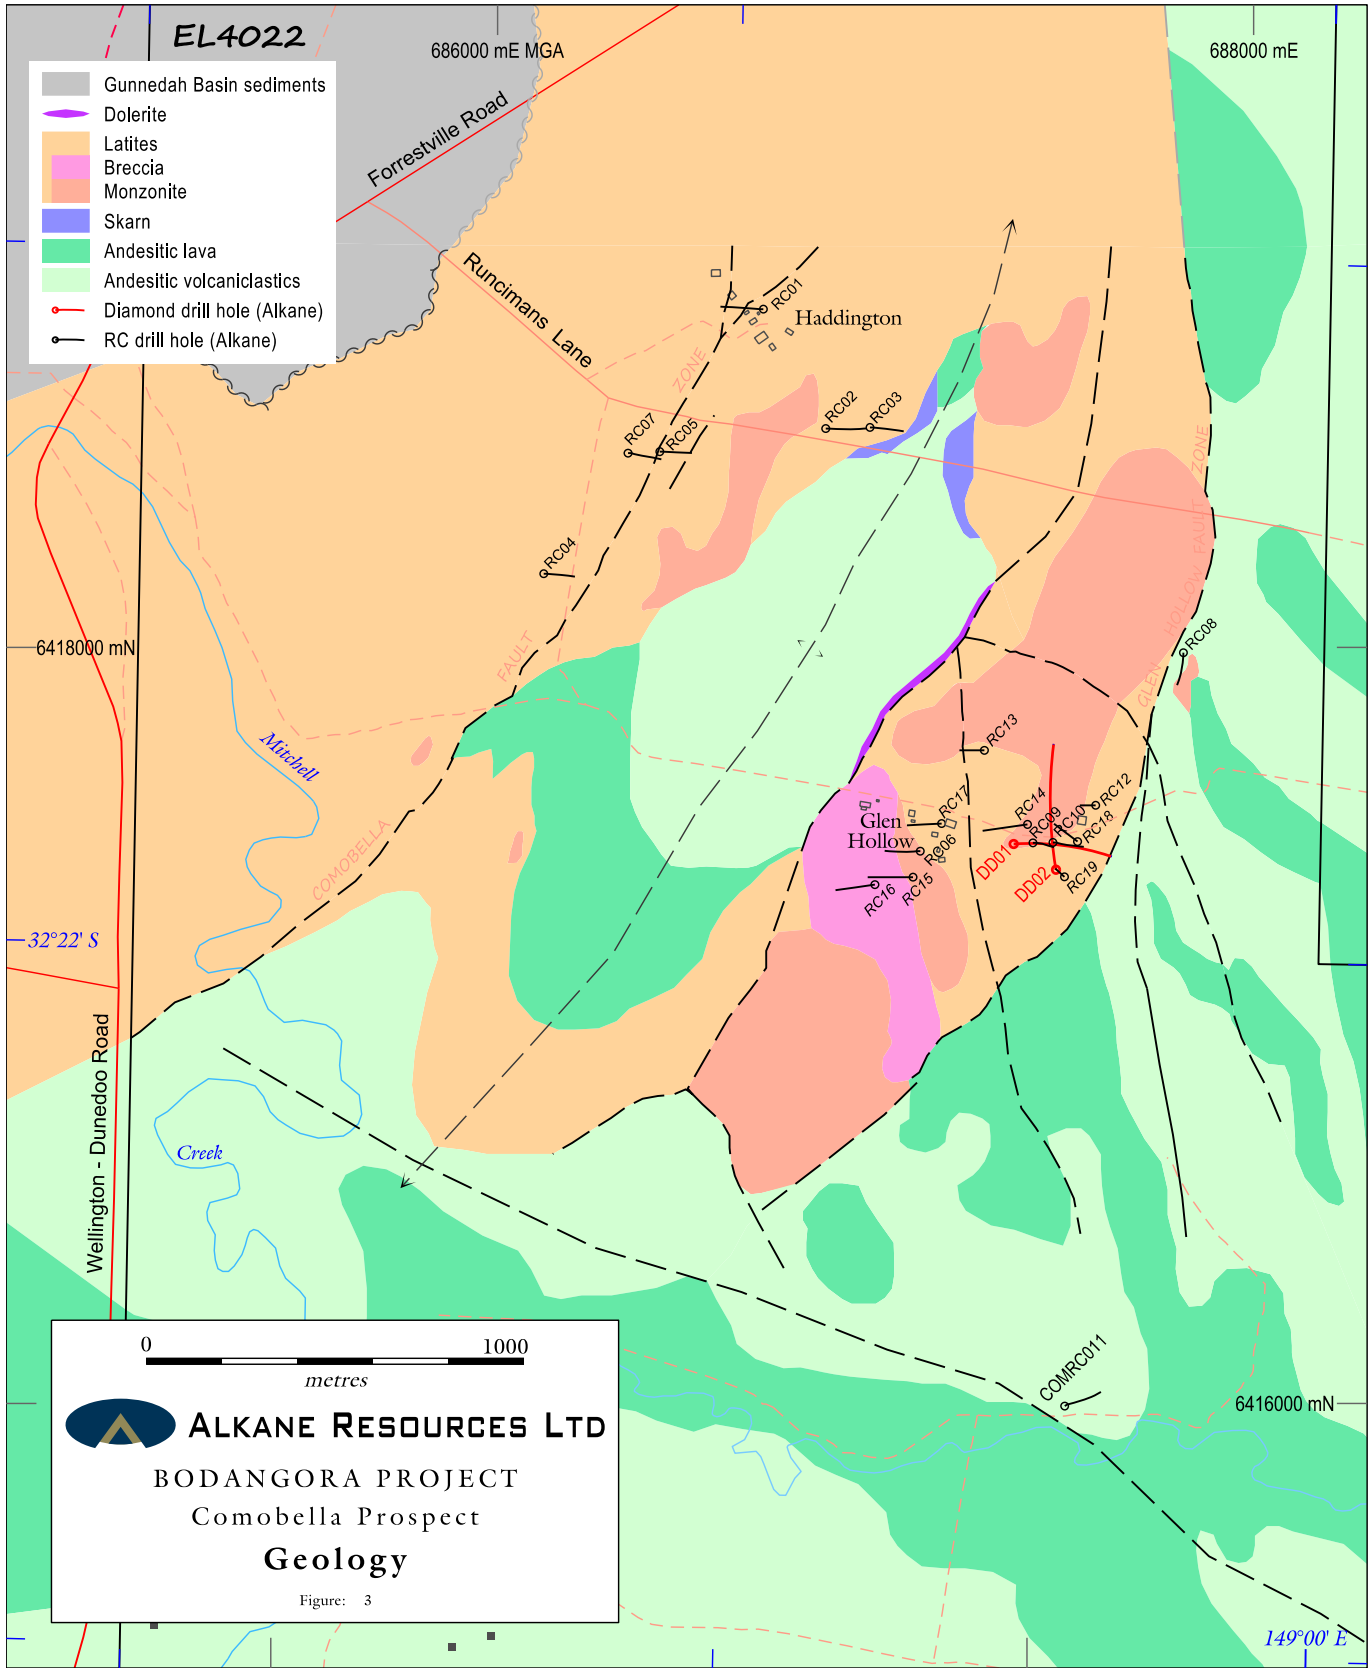 EL4022
686000 mE MGA
688000 mE
Gunnedah Basin sediments
Dolerite
Latites
Breccia
Monzonite
Skarn
Andesitic lava
Andesitic volcaniclastics
Diamond drill hole (Alkane)
RC drill hole (Alkane)
Forrestville Road
Runcimans Lane
RC01
Haddington
ZONE
RC02
RC03
RC07
RC05
RC04
ZONE
HOLLOW FAULT
GLEN
RC08
6418000 mN
FAULT
Mitchell
COMOBELLA
RC13
RC17
RC14
RC12
Glen
Hollow
RC09
RC10
RC18
RC06
DD01
DD02
RC19
RC16
RC15
32°22' S
Wellington - Dunedoo Road
Creek
COMRC011
6416000 mN
0 1000
metres
ALKANE RESOURCES LTD
BODANGORA PROJECT
Comobella Prospect
Geology
Figure: 3
149°00' E